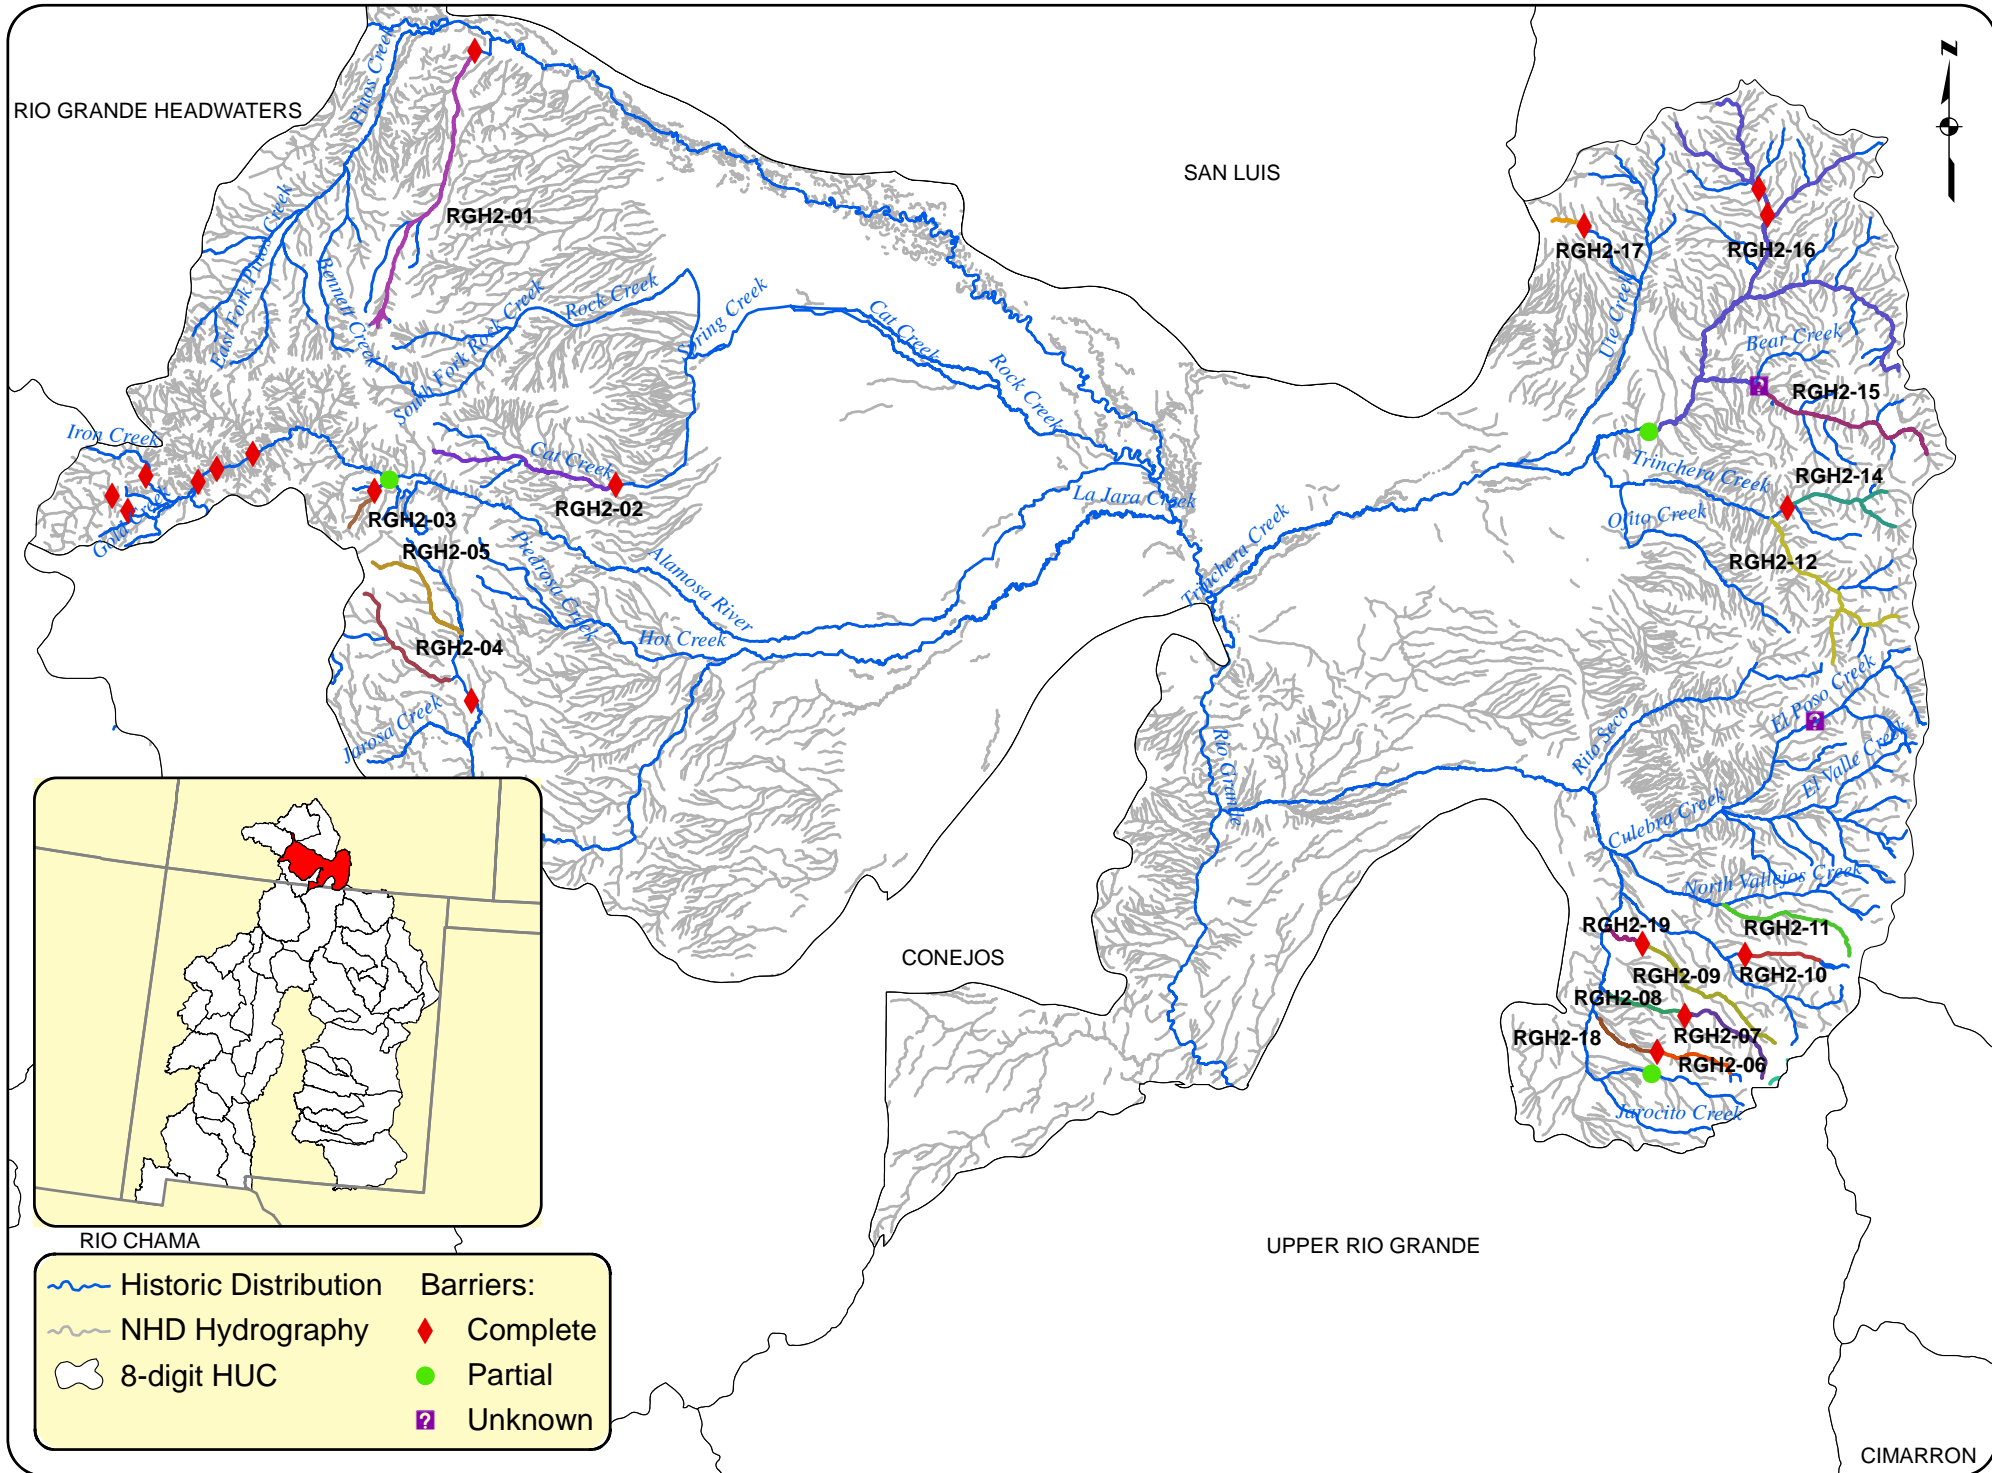 N
RIO GRANDE HEADWATERS
SAN LUIS
Pinos Creek
RGH2-01
East Fork Pinos Creek
Bennett Creek
South Fork Rock Creek
Rock Creek
Spring Creek
Cat Creek
Rock Creek
RGH2-17
RGH2-16
Ute Creek
Bear Creek
RGH2-15
Iron Creek
Gold Creek
Cat Creek
RGH2-02
RGH2-03
RGH2-05
RGH2-04
Piedrosa Creek
Alamosa River
Hot Creek
Jarosa Creek
La Jara Creek
Trinchera Creek
Trinchera Creek
RGH2-14
Ojito Creek
RGH2-12
Rio Grande
Rito Seco
El Poso Creek
El Valle Creek
Culebra Creek
North Vallejos Creek
RGH2-19
RGH2-11
RGH2-09
RGH2-10
RGH2-08
RGH2-18
RGH2-07
RGH2-06
Jarocito Creek
CONEJOS
RIO CHAMA
UPPER RIO GRANDE
CIMARRON
Historic Distribution
NHD Hydrography
8-digit HUC
Barriers:
Complete
Partial
? Unknown